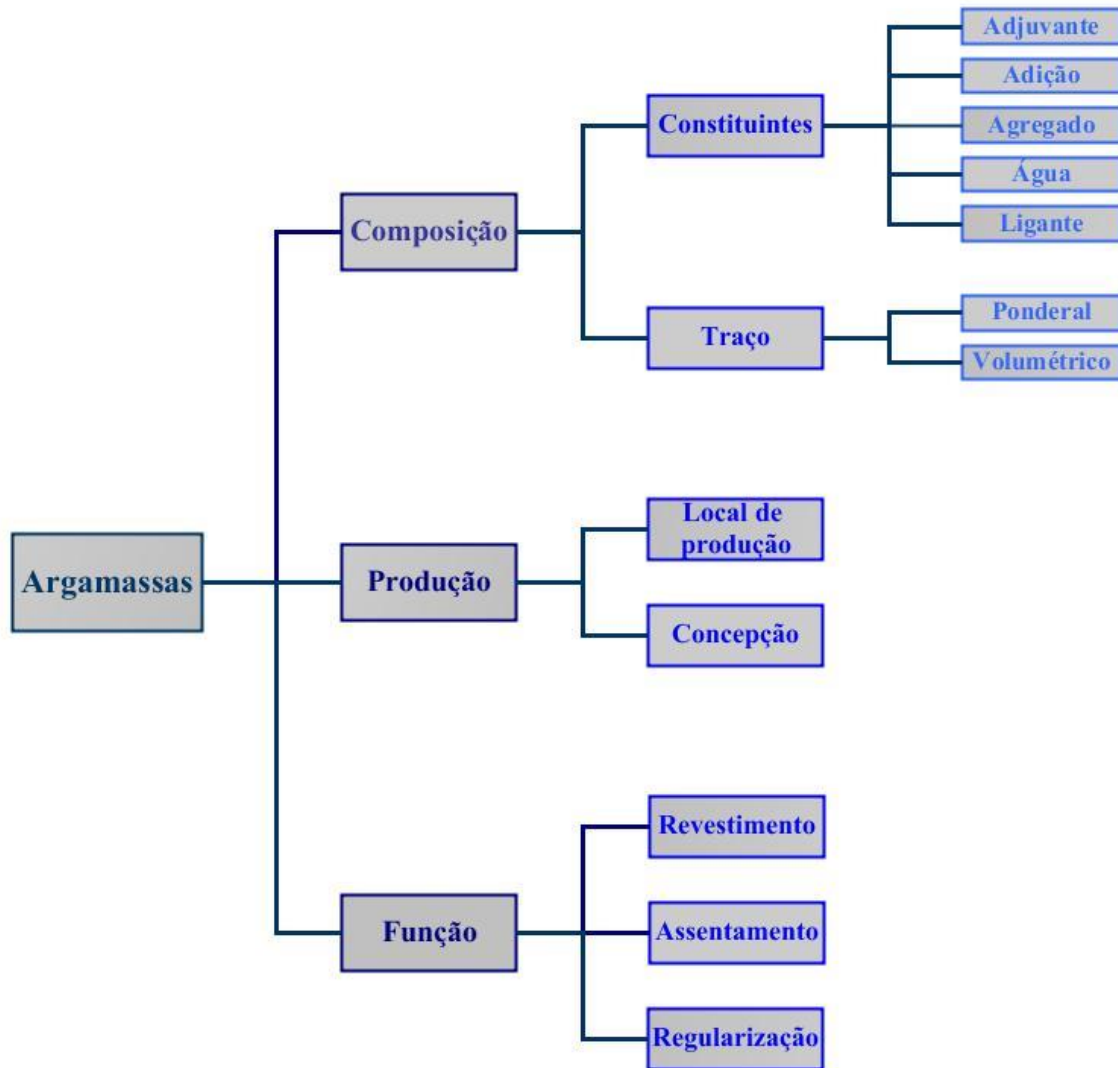 Argamassas
Composição
Constituintes
Adjuvante
Adição
Agregado
Água
Ligante
Traço
Ponderal
Volumétrico
Produção
Local de
produção
Concepção
Função
Revestimento
Assentamento
Regularização